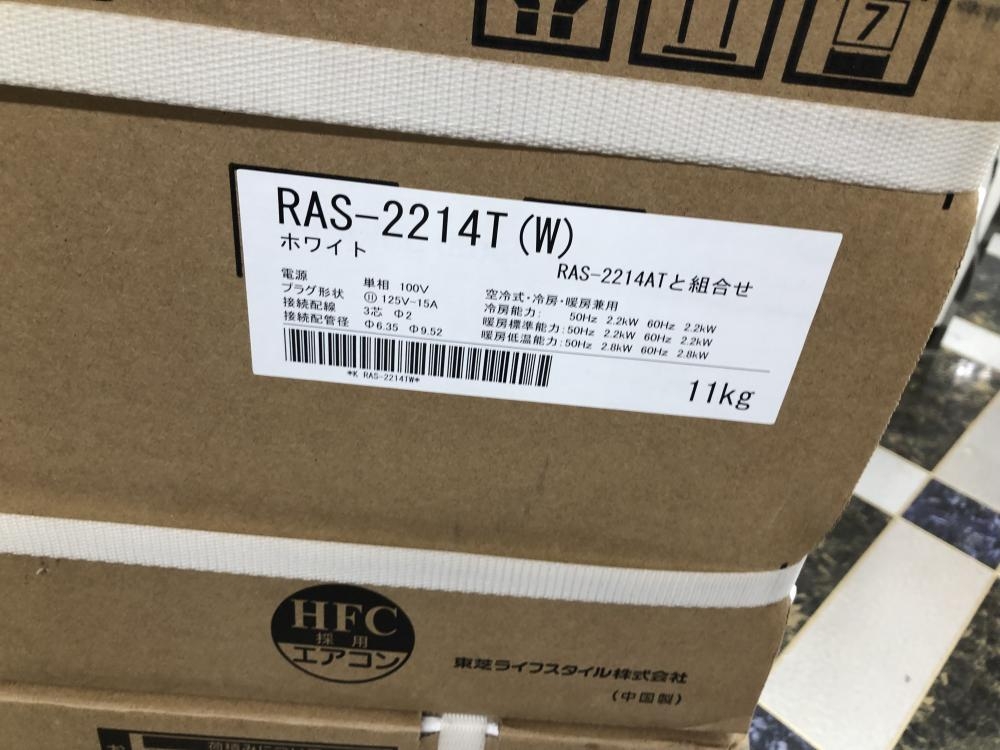 7
RAS-2214T(W)
ホワイト
RAS-2214ATと組合せ
電源 単相 100V
プラグ形状 ⑪ 125V-15A
接続配線 3芯 Φ2
接続配管径 Φ6.35 Φ9.52
空冷式・冷房・暖房兼用
冷房能力: 50Hz 2.2kW 60Hz 2.2kW
暖房標準能力:50Hz 2.2kW 60Hz 2.2kW
暖房低温能力:50Hz 2.8kW 60Hz 2.8kW
*K RAS-2214TW*
11kg
HFC
採用
エアコン
東芝ライフスタイル株式会社
(中国製)